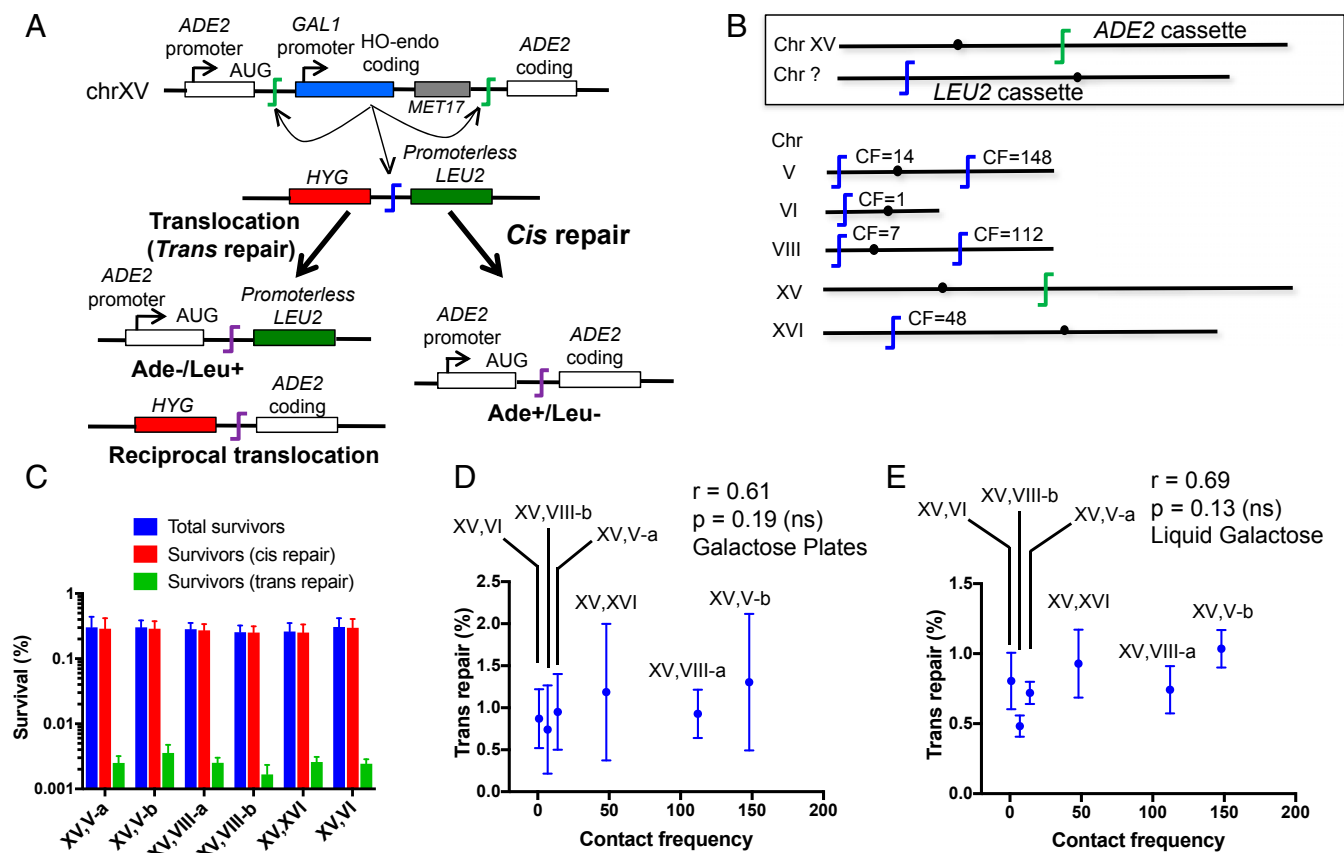 A
ADE2
promoter
AUG
GAL1
promoter
HO-endo
coding
ADE2
coding
chrXV
MET17
HYG
Promoterless
LEU2
Translocation
(Trans repair)
Cis repair
ADE2
promoter
AUG
Promoterless
LEU2
Ade-/Leu+
HYG
ADE2
coding
Reciprocal translocation
ADE2
promoter
AUG
ADE2
coding
Ade+/Leu-
B
Chr XV
ADE2 cassette
Chr ?
LEU2 cassette
Chr
V
CF=14
CF=148
VI
CF=1
VIII
CF=7
CF=112
XV
XVI
CF=48
C
Total survivors
Survivors (cis repair)
Survivors (trans repair)
Survival (%)
1
0.1
0.01
0.001
XV,V-a
XV,V-b
XV,VIII-a
XV,VIII-b
XV,XVI
XV,VI
D
r = 0.61
p = 0.19 (ns)
Galactose Plates
XV,VI
XV,VIII-b
XV,V-a
XV,XVI
XV,VIII-a
XV,V-b
Trans repair (%)
2.5
2.0
1.5
1.0
0.5
0.0
0
50
100
150
200
Contact frequency
E
r = 0.69
p = 0.13 (ns)
Liquid Galactose
XV,VI
XV,VIII-b
XV,V-a
XV,XVI
XV,VIII-a
XV,V-b
Trans repair (%)
1.5
1.0
0.5
0.0
0
50
100
150
200
Contact frequency